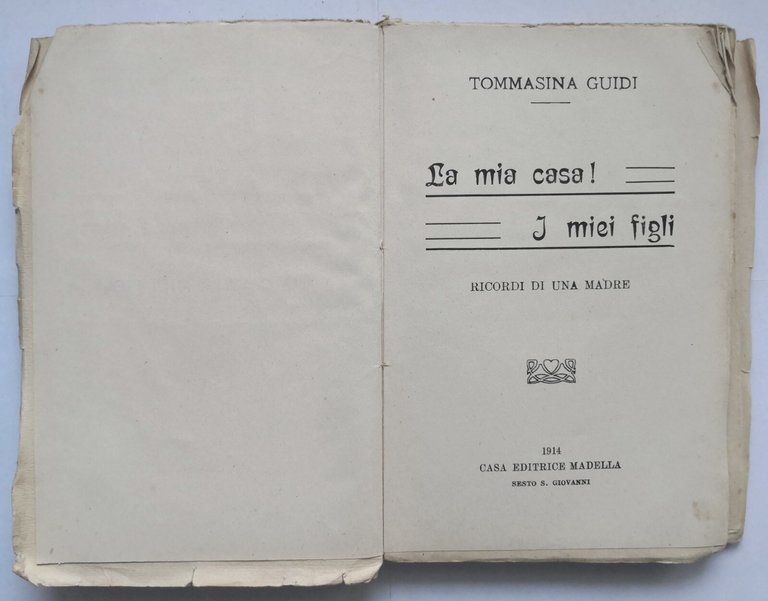 TOMMASINA GUIDI
La mia casa!
I miei figli
RICORDI DI UNA MADRE
1914
CASA EDITRICE MADELLA
SESTO S. GIOVANNI